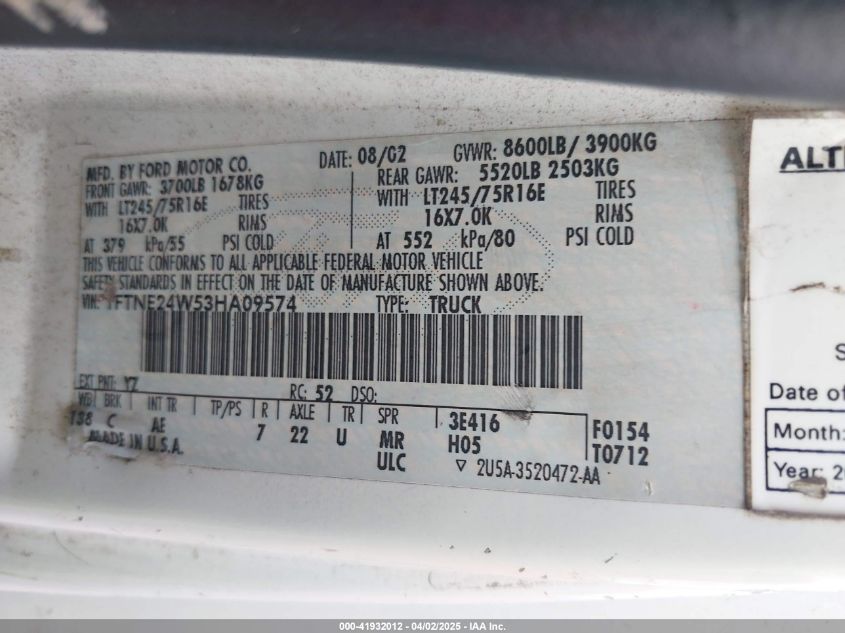 MFD. BY FORD MOTOR CO.
DATE: 08/02
GVWR: 8600LB/ 3900KG
FRONT GAWR: 3700LB 1678KG
REAR GAWR: 5520LB 2503KG
WITH LT245/75R16E TIRES
WITH LT245/75R16E TIRES
16X7.0K RIMS
16X7.0K RIMS
AT 379 kPa/55 PSI COLD
AT 552 kPa/80 PSI COLD
THIS VEHICLE CONFORMS TO ALL APPLICABLE FEDERAL MOTOR VEHICLE
SAFETY STANDARDS IN EFFECT ON THE DATE OF MANUFACTURE SHOWN ABOVE.
VIN: 1FTNE24W53HA09574 TYPE: TRUCK
EXT PNT: YZ RC: 52 DSO:
WB BRK INT TR TP/PS R AXLE TR SPR
138 C AE 7 22 U MR
ULC
3E416
H05
F0154
T0712
MADE IN U.S.A.
▽ 2U5A-3520472-AA
ALT
Date of
Month:
Year: 2
000-41932012 - 04/02/2025 - IAA Inc.